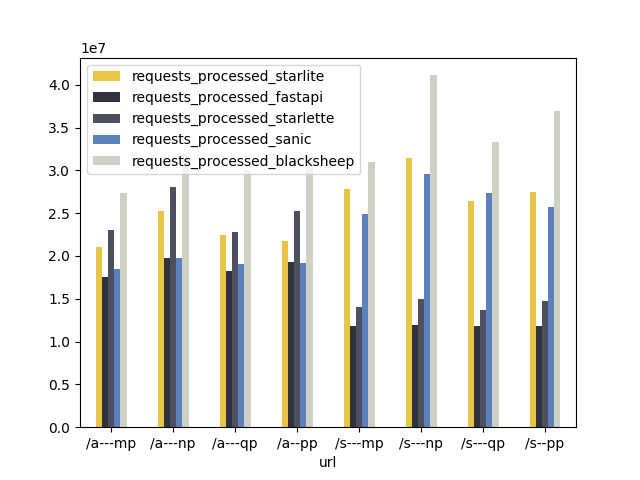 1e7
4.0
3.5
3.0
2.5
2.0
1.5
1.0
0.5
0.0
requests_processed_starlite
requests_processed_fastapi
requests_processed_starlette
requests_processed_sanic
requests_processed_blacksheep
/a---mp /a---np /a---qp /a--pp /s---mp /s---np /s---qp /s--pp
url